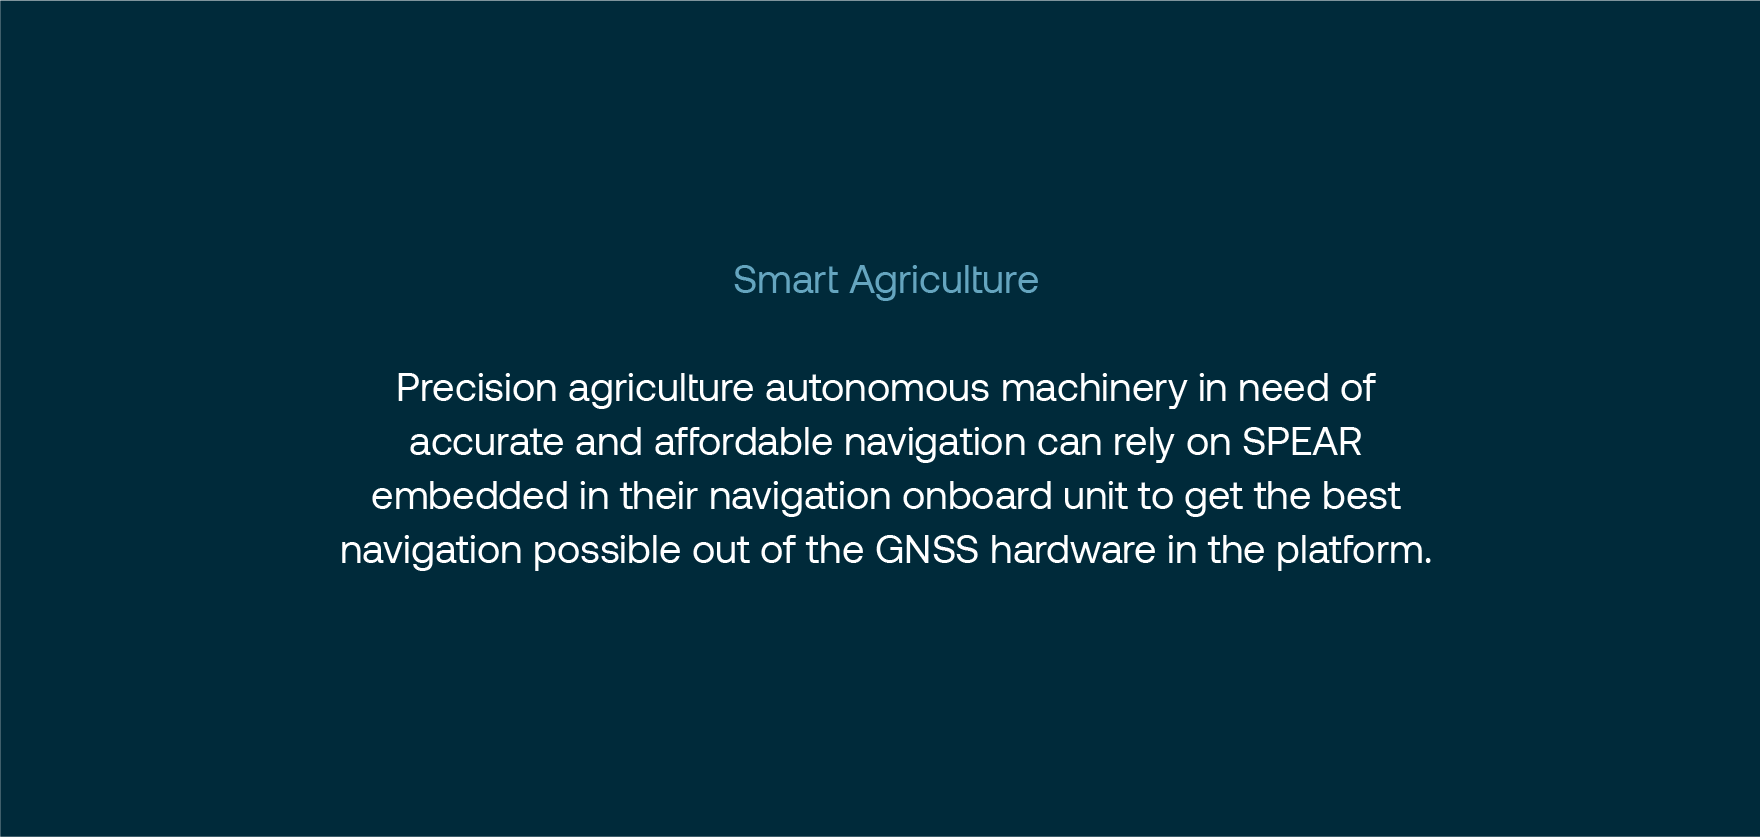 Smart Agriculture
Precision agriculture autonomous machinery in need of
accurate and affordable navigation can rely on SPEAR
embedded in their navigation onboard unit to get the best
navigation possible out of the GNSS hardware in the platform.